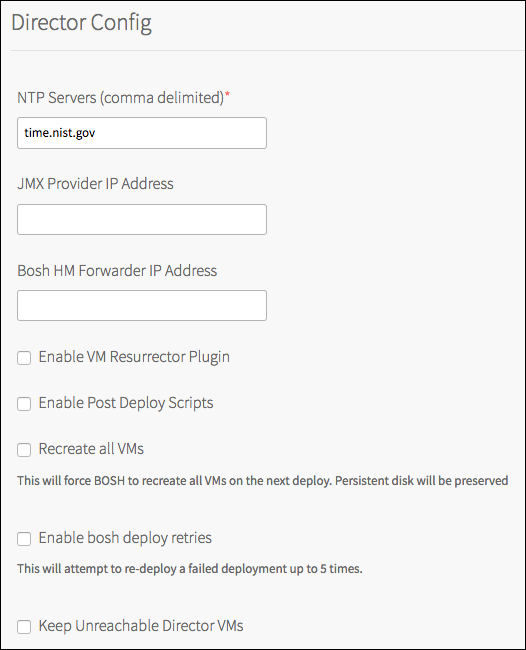 Director Config
NTP Servers (comma delimited)*
time.nist.gov
JMX Provider IP Address
Bosh HM Forwarder IP Address
Enable VM Resurrector Plugin
Enable Post Deploy Scripts
Recreate all VMs
This will force BOSH to recreate all VMs on the next deploy. Persistent disk will be preserved
Enable bosh deploy retries
This will attempt to re-deploy a failed deployment up to 5 times.
Keep Unreachable Director VMs